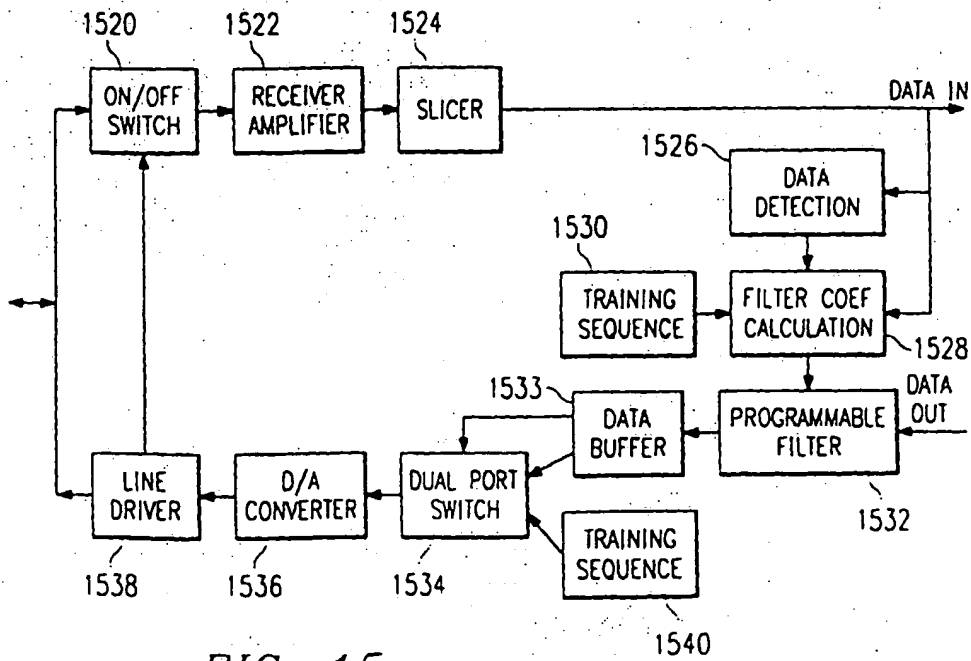 1520
1522
1524
ON/OFF
SWITCH
RECEIVER
AMPLIFIER
SLICER
DATA IN
1526
DATA
DETECTION
1530
TRAINING
SEQUENCE
FILTER COEF
CALCULATION
1528
1533
DATA
BUFFER
PROGRAMMABLE
FILTER
DATA
OUT
1532
LINE
DRIVER
D/A
CONVERTER
DUAL PORT
SWITCH
TRAINING
SEQUENCE
1538
1536
1534
1540
FIG. 15